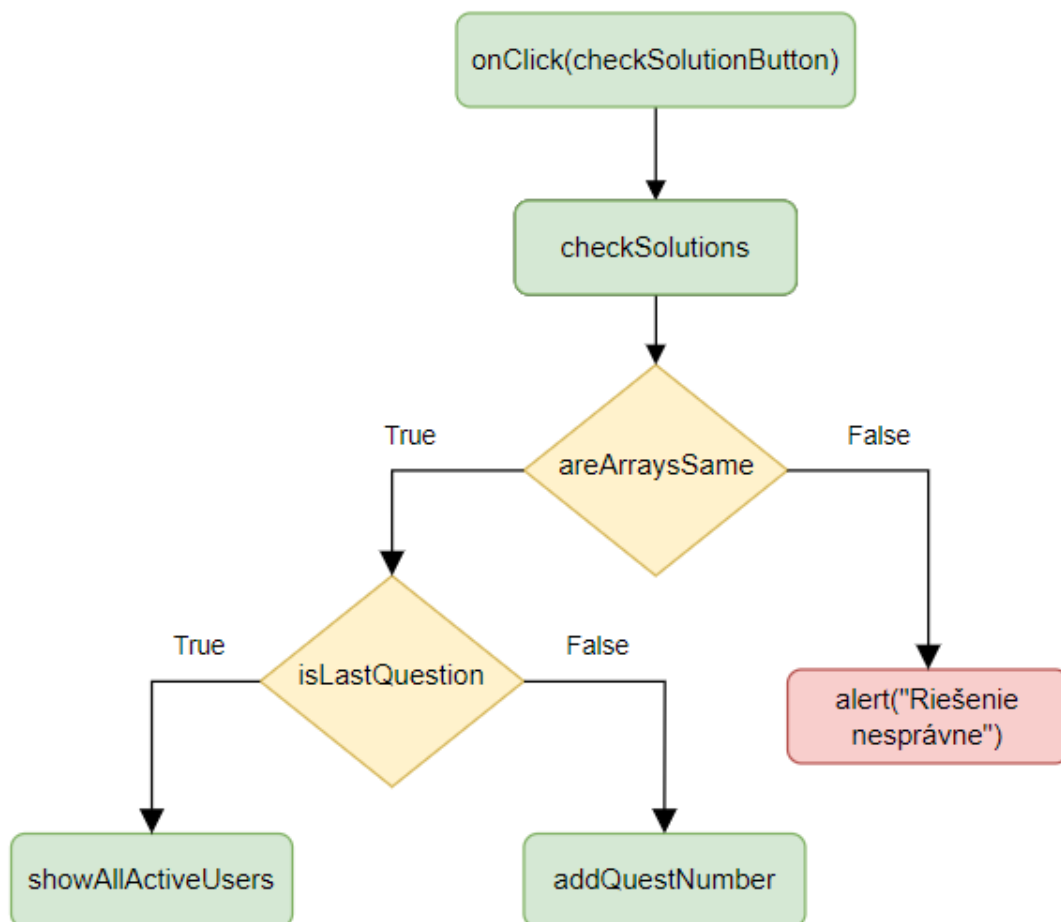 onClick(checkSolutionButton)
checkSolutions
True
False
areArraysSame
True
False
isLastQuestion
alert("Riešenie
nesprávne")
showAllActiveUsers
addQuestNumber